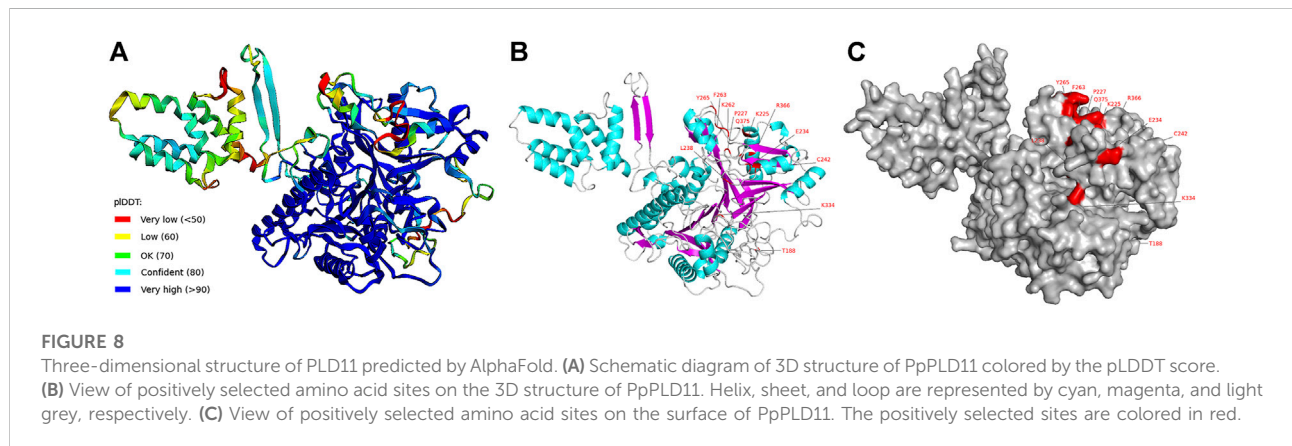 A
B
C
Y265
F263
K262
P227
Q375
K225
R366
E234
L238
C242
K334
T188
Y265
F263
P227
Q375
K225
R366
E234
C242
K334
T188
plDDT:
Very low (<50)
Low (60)
OK (70)
Confident (80)
Very high (>90)
FIGURE 8
Three-dimensional structure of PLD11 predicted by AlphaFold. (A) Schematic diagram of 3D structure of PpPLD11 colored by the pLDDT score.
(B) View of positively selected amino acid sites on the 3D structure of PpPLD11. Helix, sheet, and loop are represented by cyan, magenta, and light
grey, respectively. (C) View of positively selected amino acid sites on the surface of PpPLD11. The positively selected sites are colored in red.